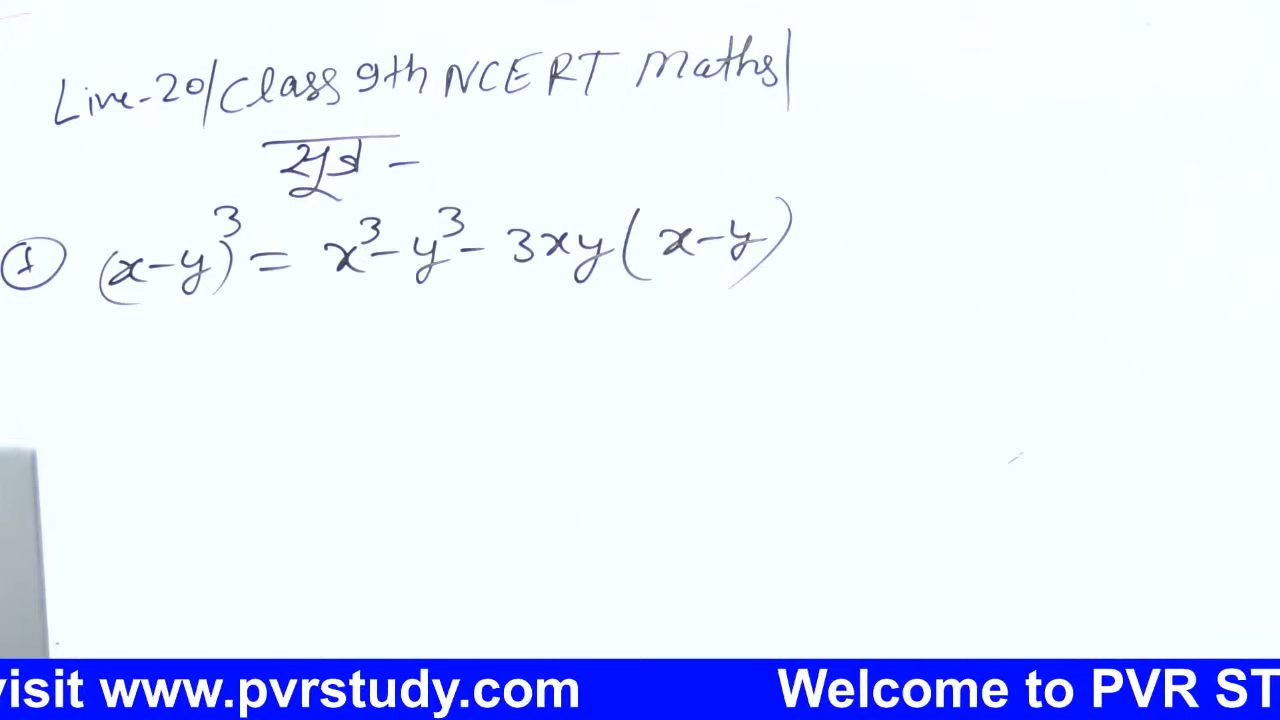 Live-20/Class 9th NCERT Maths|
सूत्र -
① (x-y)³ = x³-y³- 3xy(x-y)
visit www.pvrstudy.com Welcome to PVR ST